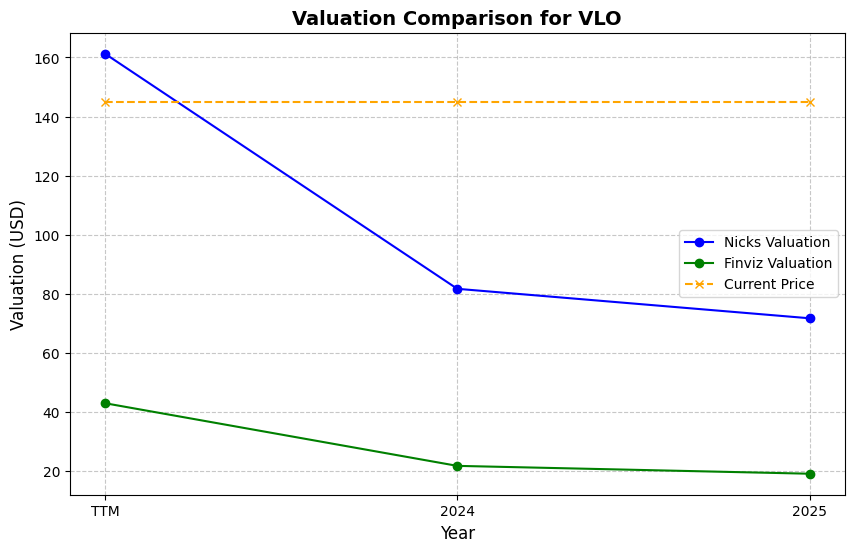 Valuation Comparison for VLO
Valuation (USD)
160
140
120
100
80
60
40
20
Nicks Valuation
Finviz Valuation
Current Price
TTM
2024
2025
Year